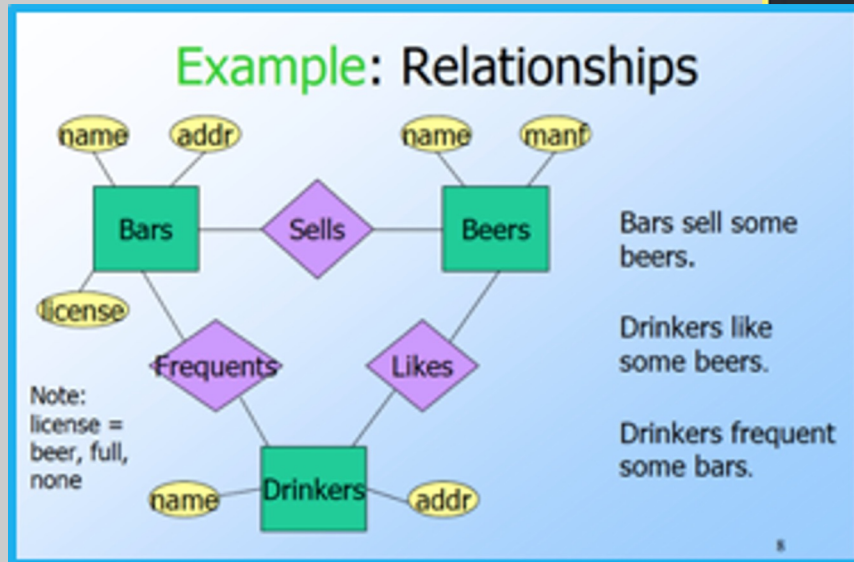 Example: Relationships
name
addr
name
manf
Bars
Sells
Beers
Bars sell some
beers.
license
Drinkers like
some beers.
Frequents
Likes
Note:
license =
beer, full,
none
Drinkers frequent
some bars.
name
Drinkers
addr
8